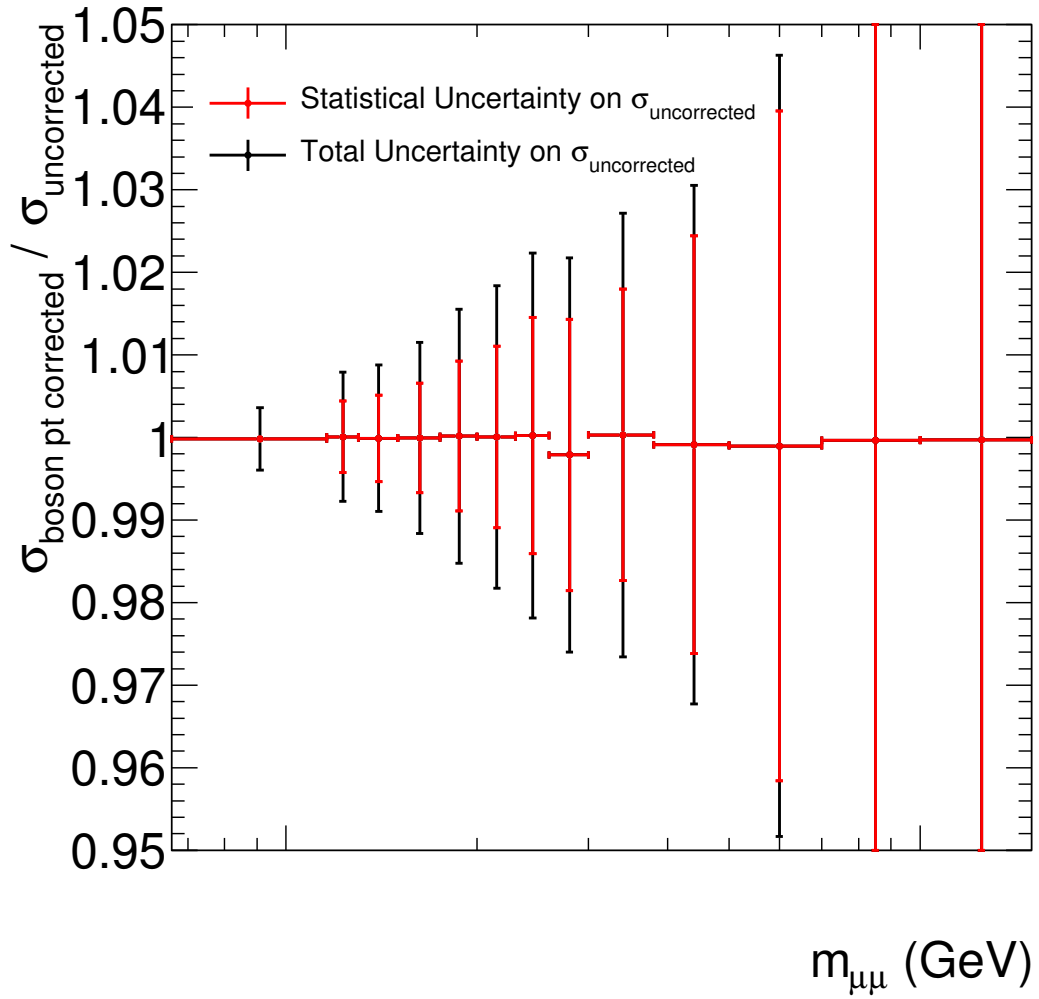 1.05
1.04
1.03
1.02
1.01
1
0.99
0.98
0.97
0.96
0.95
σboson pt corrected / σuncorrected
Statistical Uncertainty on σuncorrected
Total Uncertainty on σuncorrected
mμμ (GeV)